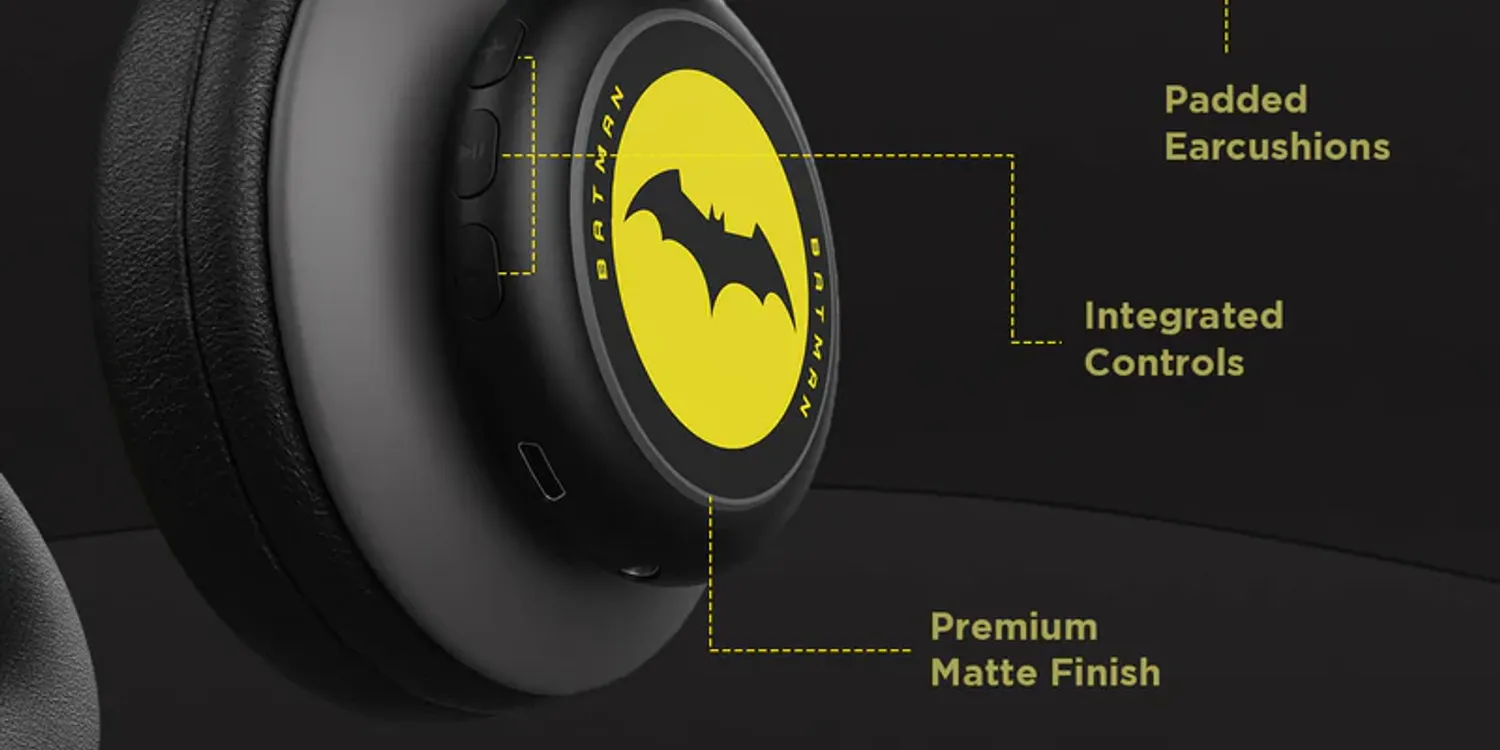 Padded
Earcushions
BATMAN
BATMAN
Integrated
Controls
Premium
Matte Finish